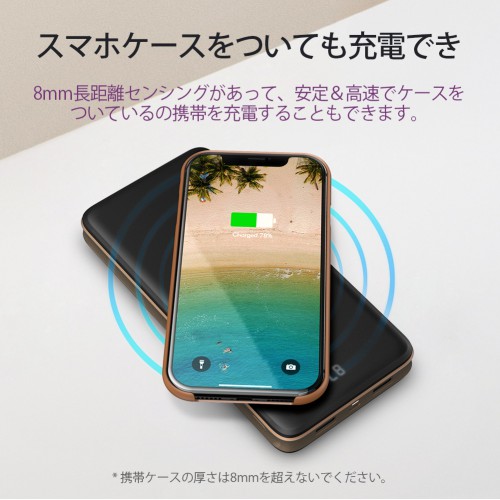 スマホケースをついても充電でき
8mm長距離センシングがあって、安定＆高速でケースを
ついているの携帯を充電することもできます。
Charged 78%
87
* 携帯ケースの厚さは8mmを超えないでください。